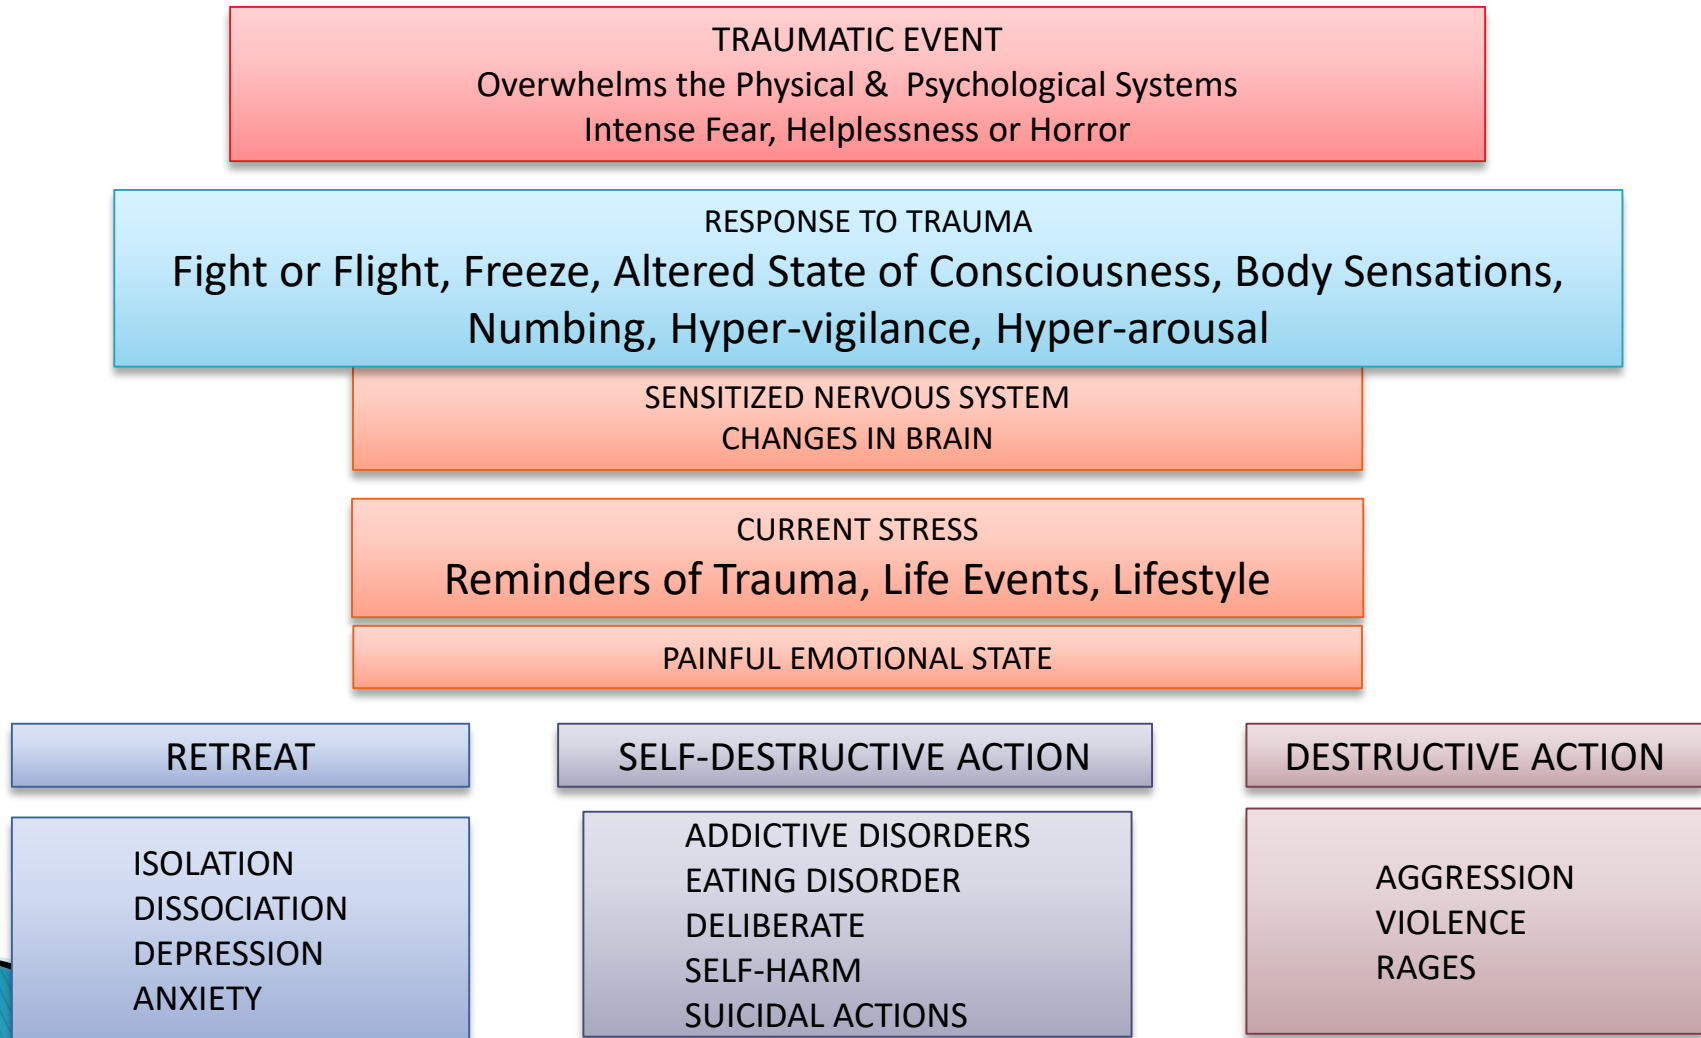 TRAUMATIC EVENT
Overwhelms the Physical & Psychological Systems
Intense Fear, Helplessness or Horror
RESPONSE TO TRAUMA
Fight or Flight, Freeze, Altered State of Consciousness, Body Sensations,
Numbing, Hyper-vigilance, Hyper-arousal
SENSITIZED NERVOUS SYSTEM
CHANGES IN BRAIN
CURRENT STRESS
Reminders of Trauma, Life Events, Lifestyle
PAINFUL EMOTIONAL STATE
RETREAT
ISOLATION
DISSOCIATION
DEPRESSION
ANXIETY
SELF-DESTRUCTIVE ACTION
ADDICTIVE DISORDERS
EATING DISORDER
DELIBERATE
SELF-HARM
SUICIDAL ACTIONS
DESTRUCTIVE ACTION
AGGRESSION
VIOLENCE
RAGES